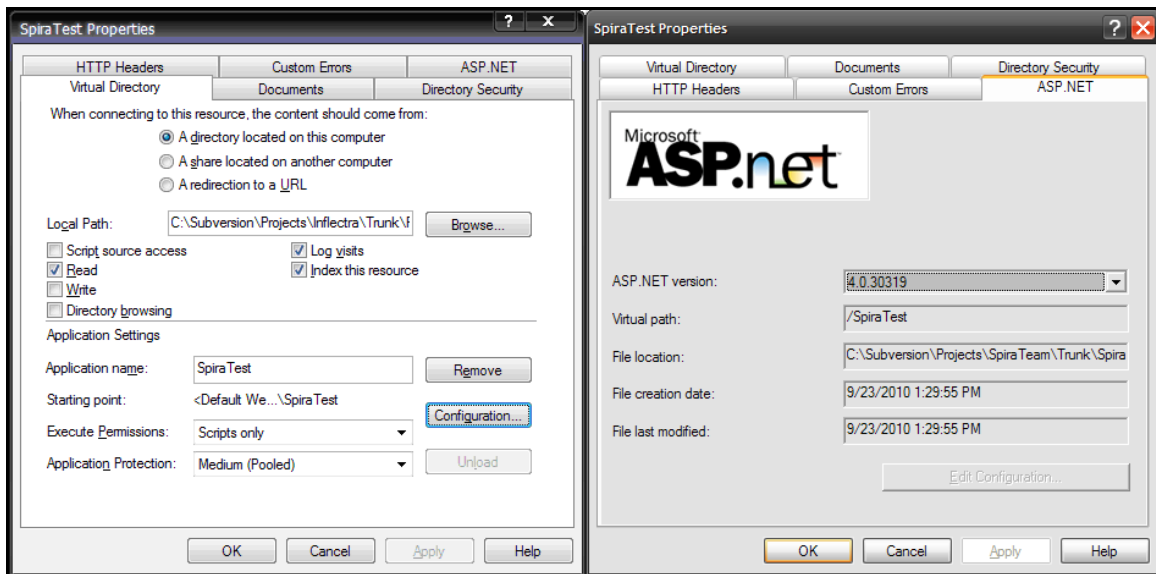 SpiraTest Properties
HTTP Headers Custom Errors ASP.NET
Virtual Directory Documents Directory Security
When connecting to this resource, the content should come from:
A directory located on this computer
A share located on another computer
A redirection to a URL
Local Path: C:\Subversion\Projects\Inflectra\Trunk\F Browse...
Script source access Log visits
Read Index this resource
Write
Directory browsing
Application Settings
Application name: SpiraTest Remove
Starting point: <Default We...\SpiraTest
Configuration...
Execute Permissions: Scripts only
Application Protection: Medium (Pooled) Unload
OK Cancel Apply Help
SpiraTest Properties
Virtual Directory Documents Directory Security
HTTP Headers Custom Errors ASP.NET
Microsoft
ASP.net
ASP.NET version: 4.0.30319
Virtual path: /SpiraTest
File location: C:\Subversion\Projects\SpiraTeam\Trunk\Spira
File creation date: 9/23/2010 1:29:55 PM
File last modified: 9/23/2010 1:29:55 PM
Edit Configuration...
OK Cancel Apply Help